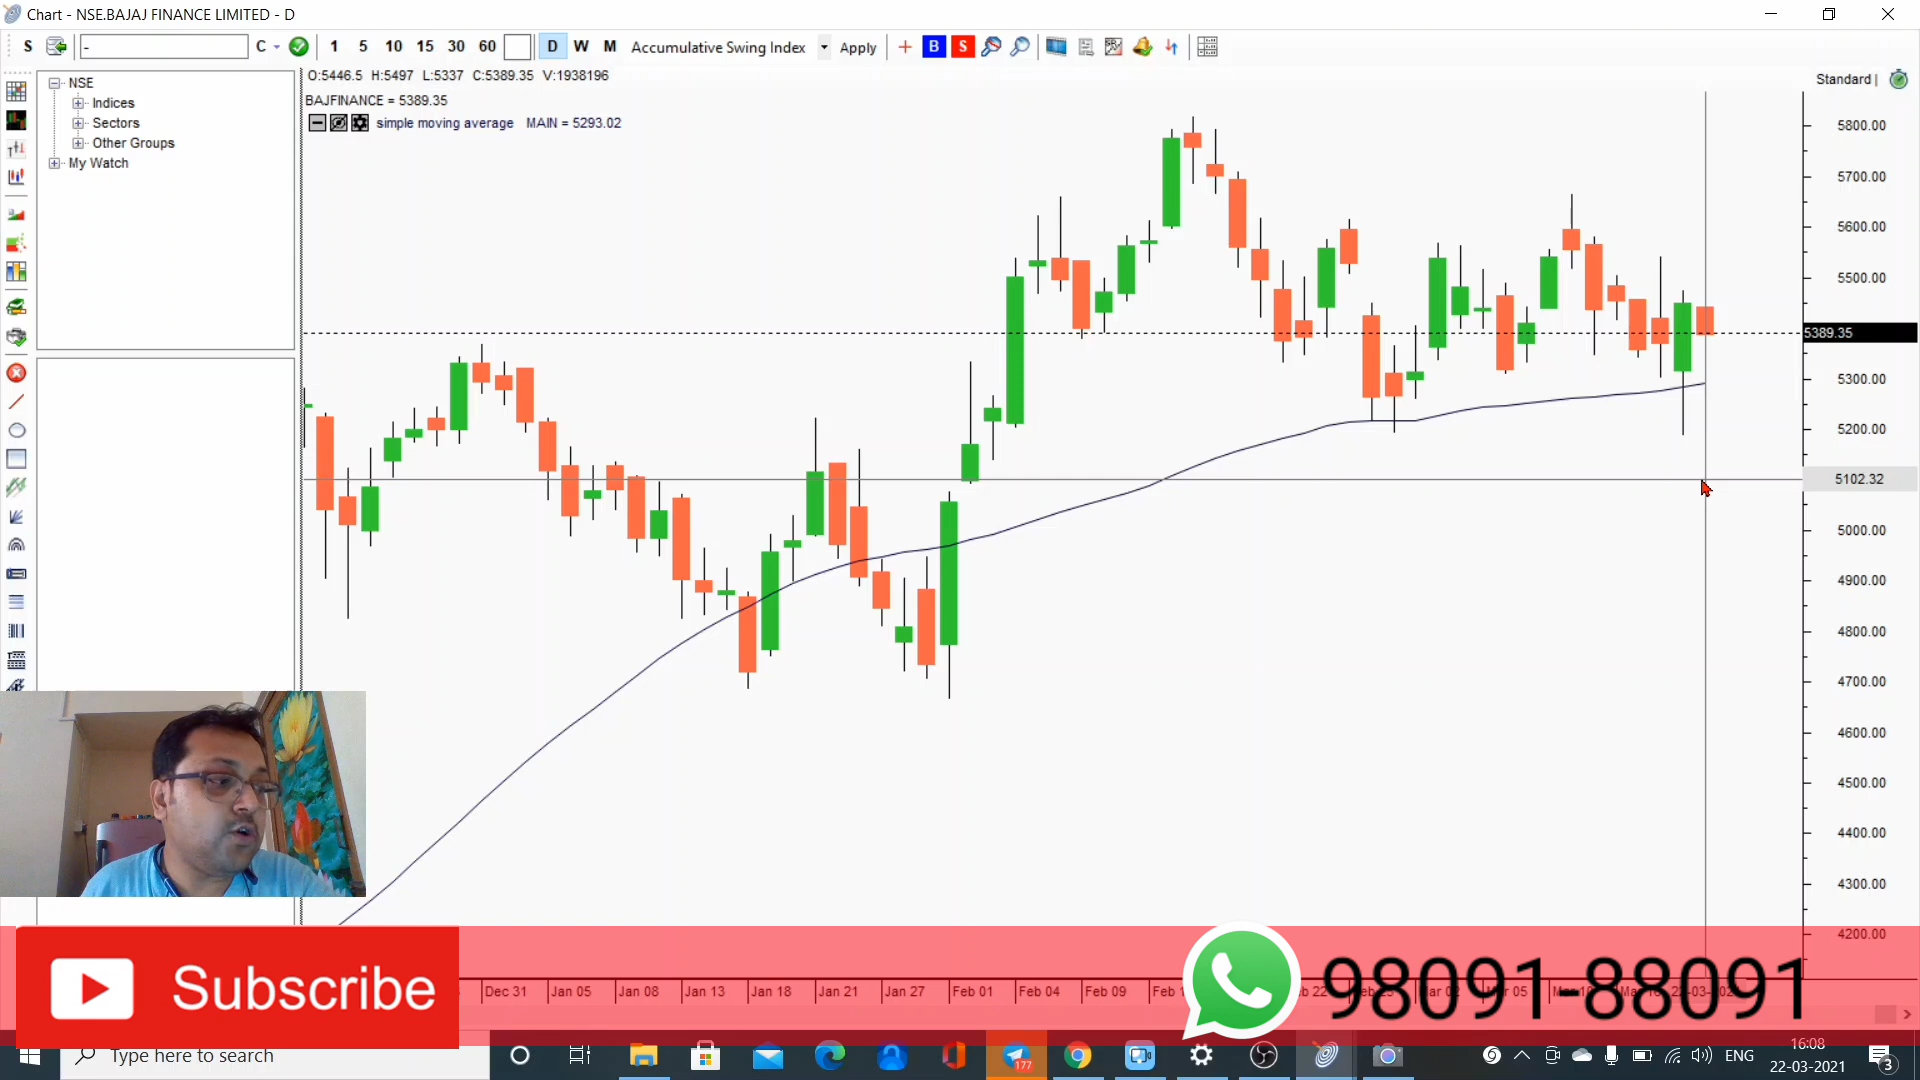 Chart - NSE.BAJAJ FINANCE LIMITED - D
S - C 1 5 10 15 30 60 D W M Accumulative Swing Index Apply B S
NSE
Indices
Sectors
Other Groups
My Watch
O:5446.5 H:5497 L:5337 C:5389.35 V:1938196
Standard |
BAJFINANCE = 5389.35
simple moving average MAIN = 5293.02
5800.00
5700.00
5600.00
5500.00
5389.35
5300.00
5200.00
5102.32
5000.00
4900.00
4800.00
4700.00
4600.00
4500.00
4400.00
4300.00
4200.00
Dec 31 Jan 05 Jan 08 Jan 13 Jan 18 Jan 21 Jan 27 Feb 01 Feb 04 Feb 09
Subscribe
98091-88091
Type here to search
177
ENG
16:08
22-03-2021
3